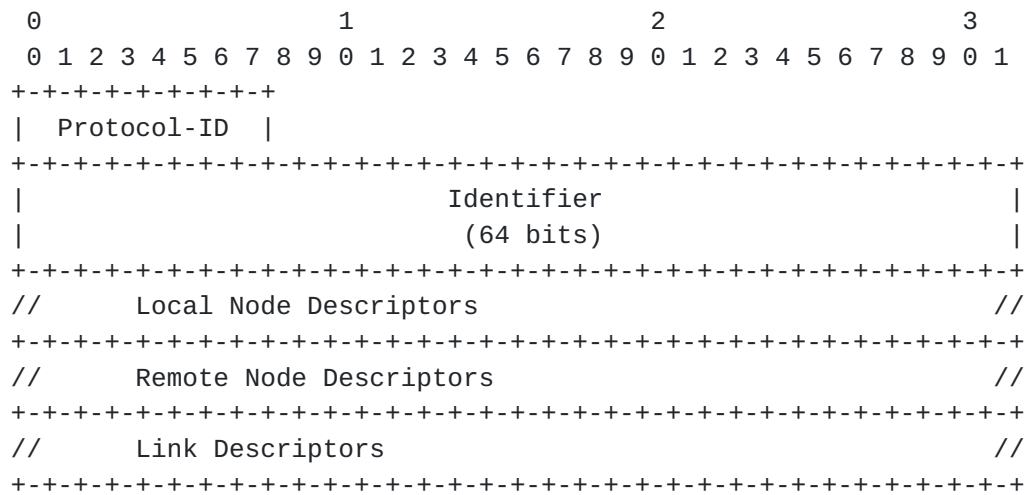 0                   1                   2                   3
 0 1 2 3 4 5 6 7 8 9 0 1 2 3 4 5 6 7 8 9 0 1 2 3 4 5 6 7 8 9 0 1
+-+-+-+-+-+-+-+-+
|  Protocol-ID  |
+-+-+-+-+-+-+-+-+-+-+-+-+-+-+-+-+-+-+-+-+-+-+-+-+-+-+-+-+-+-+-+-+
|                           Identifier                          |
|                            (64 bits)                          |
+-+-+-+-+-+-+-+-+-+-+-+-+-+-+-+-+-+-+-+-+-+-+-+-+-+-+-+-+-+-+-+-+
//      Local Node Descriptors                                 //
+-+-+-+-+-+-+-+-+-+-+-+-+-+-+-+-+-+-+-+-+-+-+-+-+-+-+-+-+-+-+-+-+
//      Remote Node Descriptors                                //
+-+-+-+-+-+-+-+-+-+-+-+-+-+-+-+-+-+-+-+-+-+-+-+-+-+-+-+-+-+-+-+-+
//      Link Descriptors                                       //
+-+-+-+-+-+-+-+-+-+-+-+-+-+-+-+-+-+-+-+-+-+-+-+-+-+-+-+-+-+-+-+-+